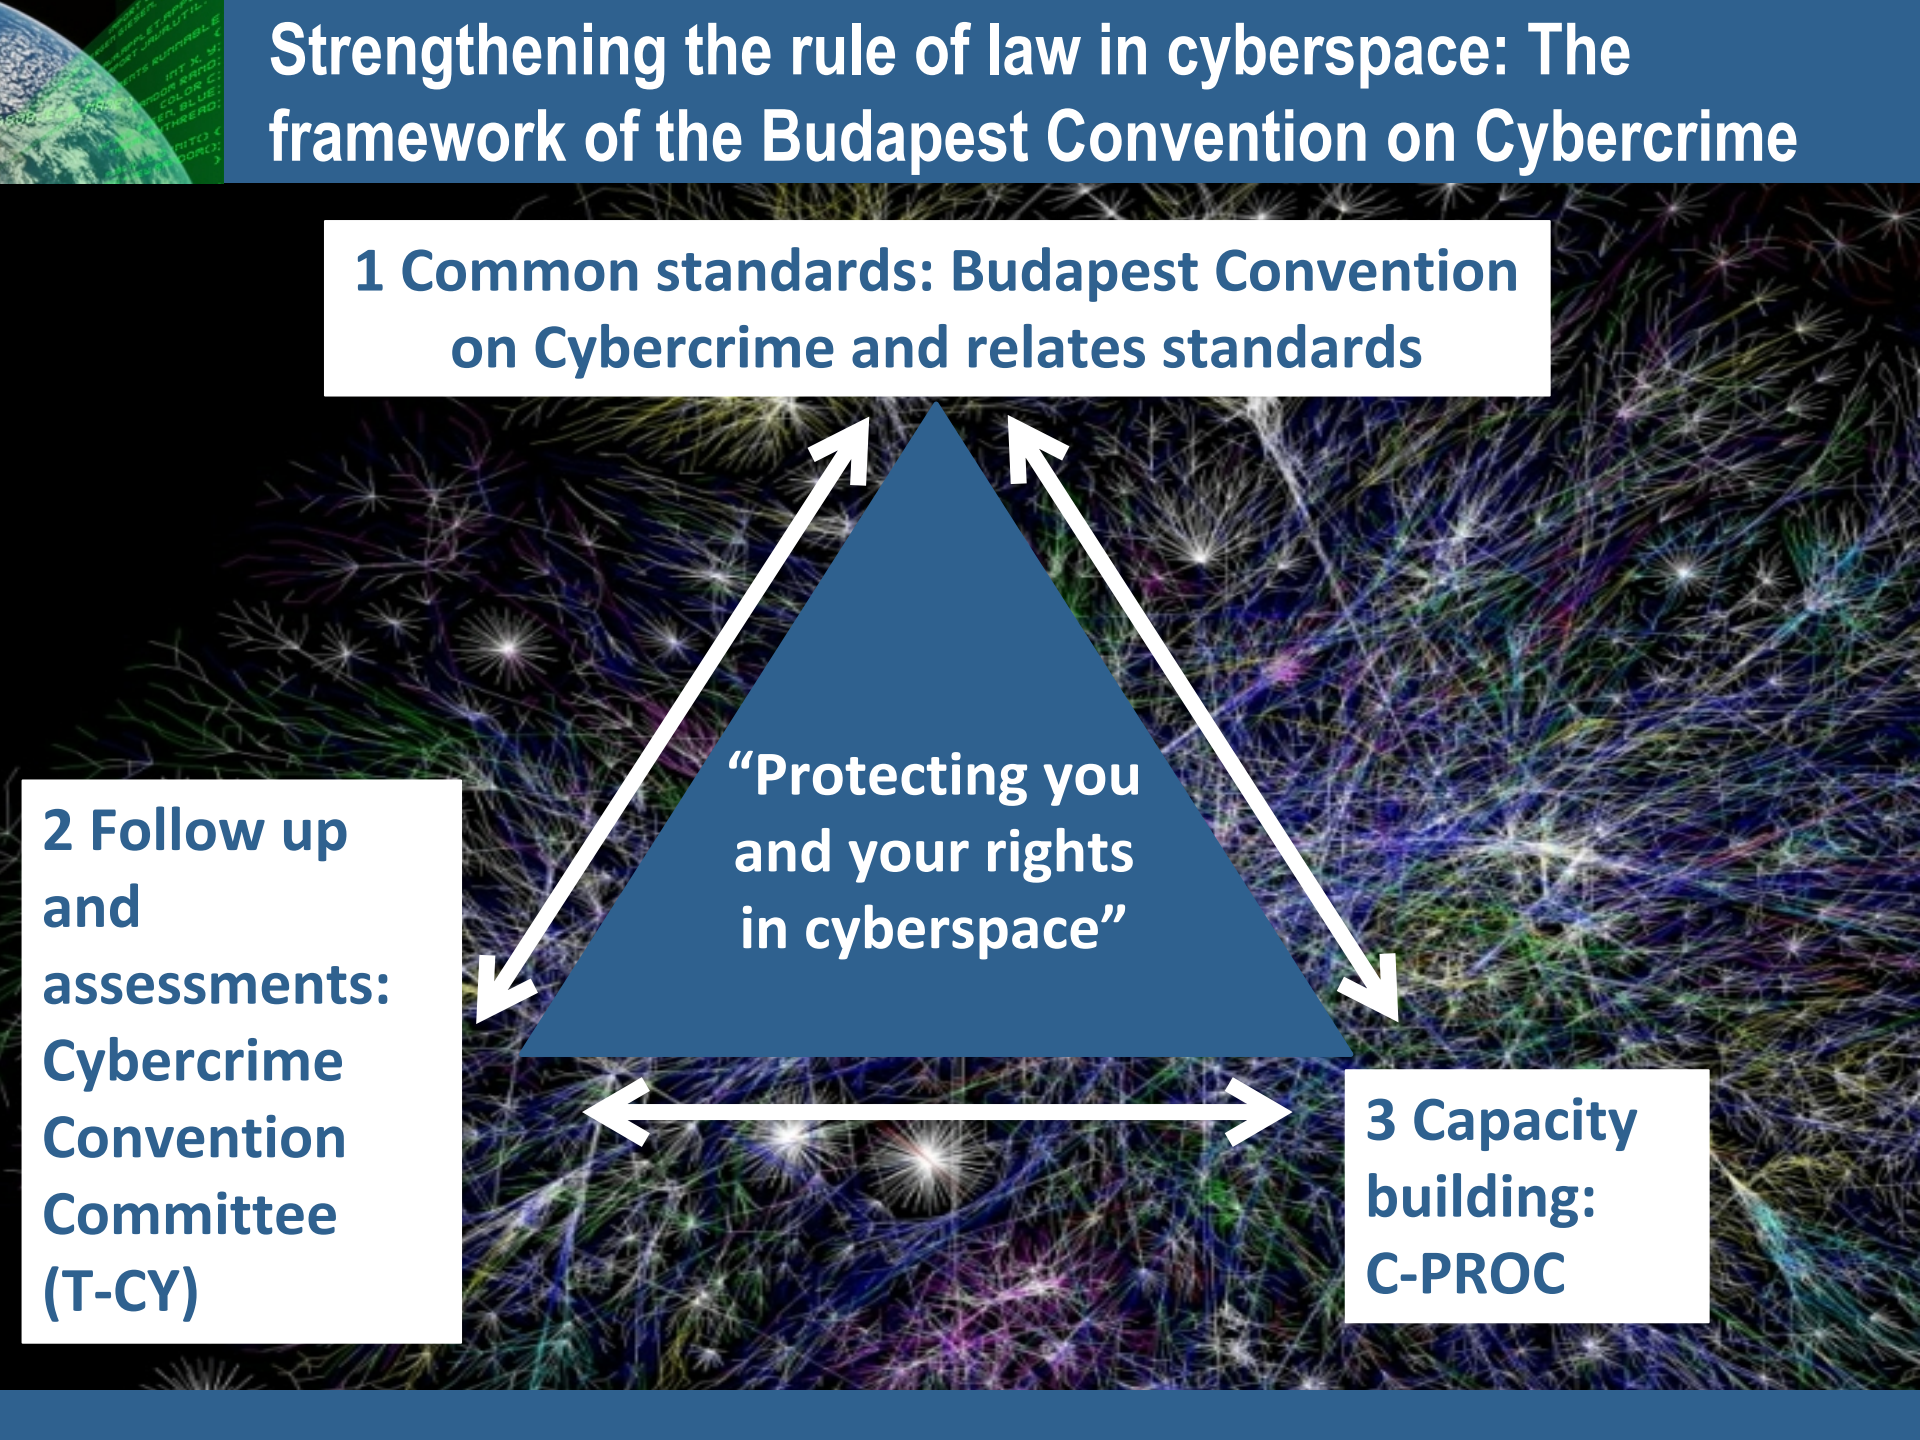 Strengthening the rule of law in cyberspace: The
framework of the Budapest Convention on Cybercrime
1 Common standards: Budapest Convention
on Cybercrime and relates standards
“Protecting you
and your rights
in cyberspace”
2 Follow up
and
assessments:
Cybercrime
Convention
Committee
(T-CY)
3 Capacity
building:
C-PROC